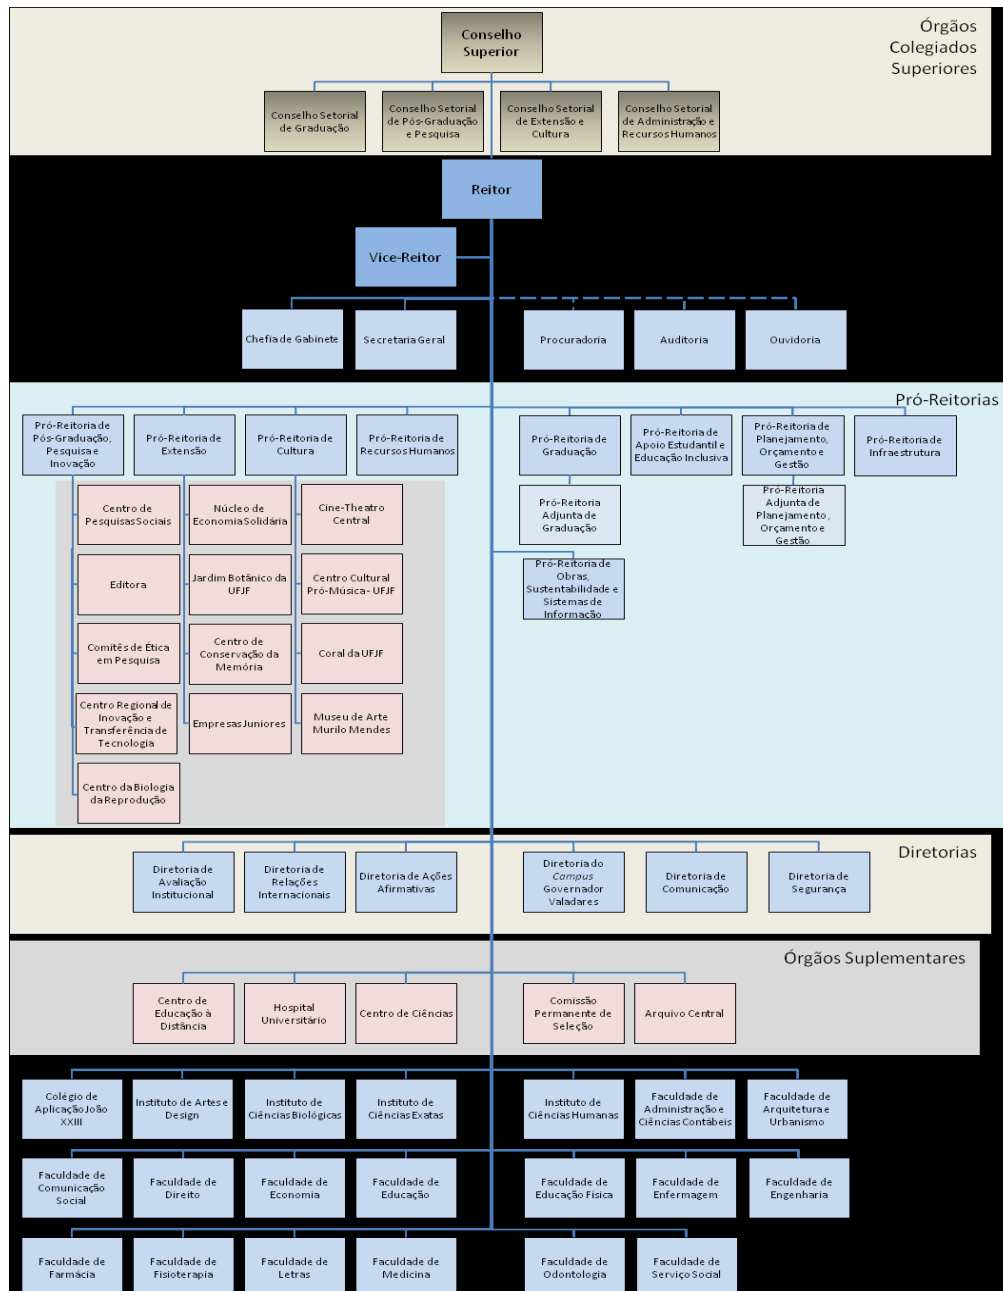 Órgãos
Colegiados
Superiores
Conselho
Superior
Conselho Setorial
de Graduação
Conselho Setorial
de Pós-Graduação
e Pesquisa
Conselho Setorial
de Extensão e
Cultura
Conselho Setorial
de Administração e
Recursos Humanos
Reitor
Vice-Reitor
Chefia de Gabinete
Secretaria Geral
Procuradoria
Auditoria
Ouvidoria
Pró-Reitorias
Pró-Reitoria de
Pós-Graduação,
Pesquisa e
Inovação
Pró-Reitoria de
Extensão
Pró-Reitoria de
Cultura
Pró-Reitoria de
Recursos Humanos
Pró-Reitoria de
Graduação
Pró-Reitoria de
Apoio Estudantil e
Educação Inclusiva
Pró-Reitoria de
Planejamento,
Orçamento e
Gestão
Pró-Reitoria de
Infraestrutura
Centro de
Pesquisas Sociais
Núcleo de
Economia Solidária
Cine-Theatro
Central
Pró-Reitoria
Adjunta de
Graduação
Pró-Reitoria
Adjunta de
Planejamento,
Orçamento e
Gestão
Editora
Jardim Botânico da
UFJF
Centro Cultural
Pró-Música - UFJF
Pró-Reitoria de
Obras,
Sustentabilidade e
Sistemas de
Informação
Comitês de Ética
em Pesquisa
Centro de
Conservação da
Memória
Coral da UFJF
Centro Regional de
Inovação e
Transferência de
Tecnologia
Empresas Juniores
Museu de Arte
Murilo Mendes
Centro da Biologia
da Reprodução
Diretorias
Diretoria de
Avaliação
Institucional
Diretoria de
Relações
Internacionais
Diretoria de Ações
Afirmativas
Diretoria do
Campus
Governador
Valadares
Diretoria de
Comunicação
Diretoria de
Segurança
Órgãos Suplementares
Centro de
Educação à
Distância
Hospital
Universitário
Centro de Ciências
Comissão
Permanente de
Seleção
Arquivo Central
Colégio de
Aplicação João
XXIII
Instituto de Artes e
Design
Instituto de
Ciências Biológicas
Instituto de
Ciências Exatas
Instituto de
Ciências Humanas
Faculdade de
Administração e
Ciências Contábeis
Faculdade de
Arquitetura e
Urbanismo
Faculdade de
Comunicação
Social
Faculdade de
Direito
Faculdade de
Economia
Faculdade de
Educação
Faculdade de
Educação Física
Faculdade de
Enfermagem
Faculdade de
Engenharia
Faculdade de
Farmácia
Faculdade de
Fisioterapia
Faculdade de
Letras
Faculdade de
Medicina
Faculdade de
Odontologia
Faculdade de
Serviço Social